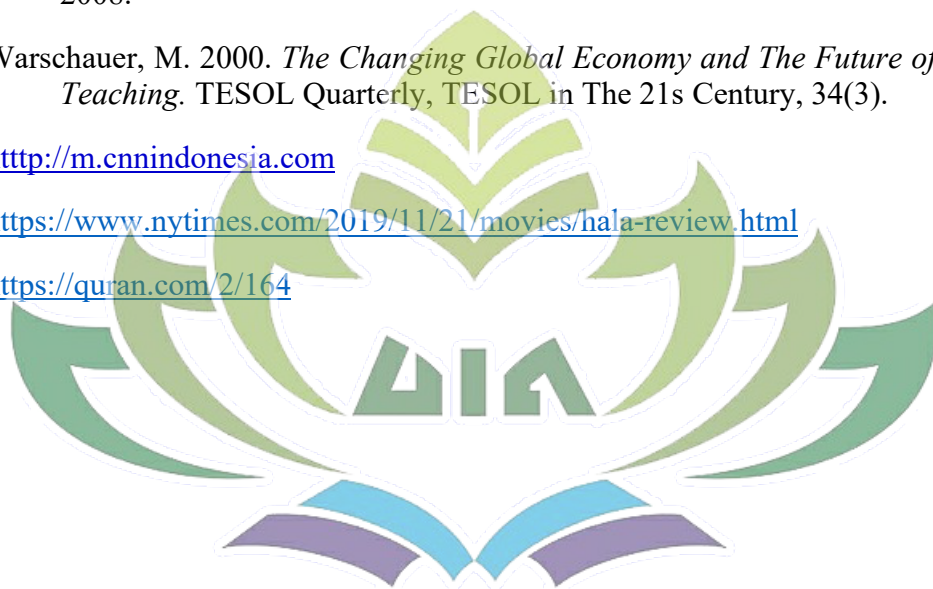 2008.
Warschauer, M. 2000. The Changing Global Economy and The Future of
Teaching. TESOL Quarterly, TESOL in The 21s Century, 34(3).
tttp://m.cnnindonesia.com
ttps://www.nytimes.com/2019/11/21/movies/hala-review.html
ttps://quran.com/2/164
UIN